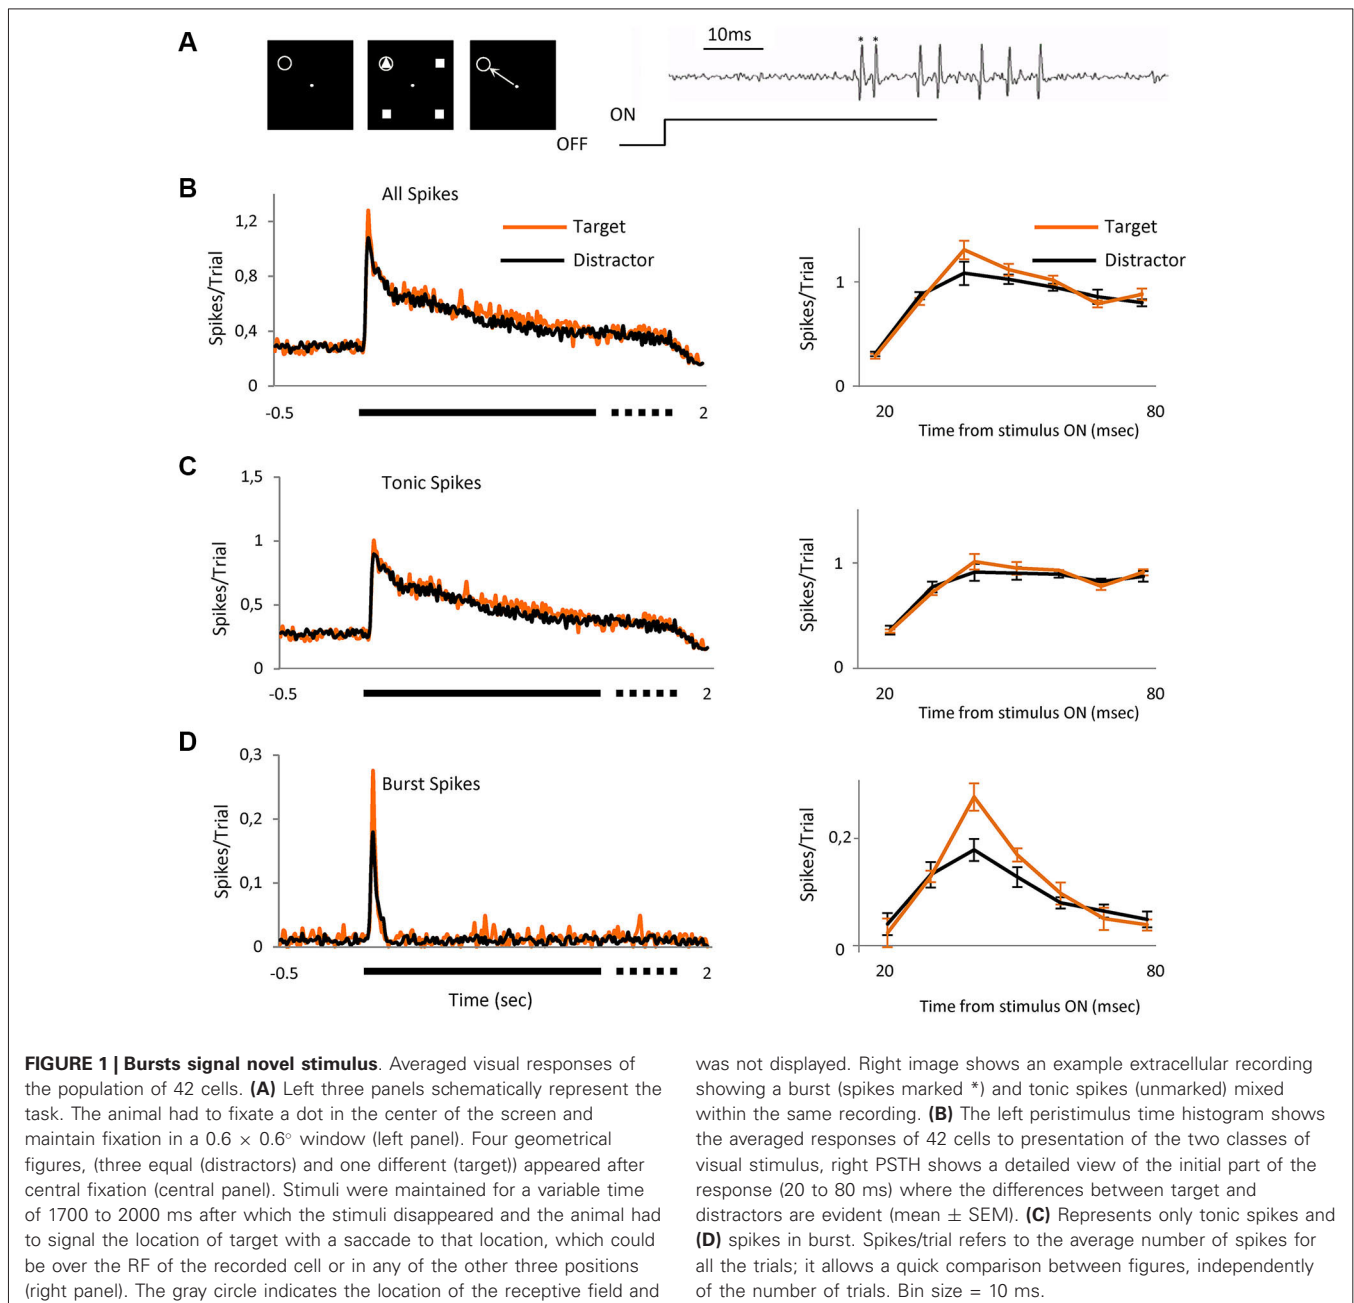 A
10ms
* *
ON
OFF
B
All Spikes
Target
Distractor
Spikes/Trial
1,2
0,8
0,4
0
-0.5
2
Target
Distractor
Spikes/Trial
1
0
20
80
Time from stimulus ON (msec)
C
Tonic Spikes
Spikes/Trial
1,5
1
0,5
0
-0.5
2
Spikes/Trial
1
0
20
80
Time from stimulus ON (msec)
D
Burst Spikes
Spikes/Trial
0,3
0,2
0,1
0
-0.5
2
Time (sec)
Spikes/Trial
0,2
0
20
80
Time from stimulus ON (msec)
FIGURE 1 | Bursts signal novel stimulus. Averaged visual responses of
the population of 42 cells. (A) Left three panels schematically represent the
task. The animal had to fixate a dot in the center of the screen and
maintain fixation in a 0.6 × 0.6° window (left panel). Four geometrical
figures, (three equal (distractors) and one different (target)) appeared after
central fixation (central panel). Stimuli were maintained for a variable time
of 1700 to 2000 ms after which the stimuli disappeared and the animal had
to signal the location of target with a saccade to that location, which could
be over the RF of the recorded cell or in any of the other three positions
(right panel). The gray circle indicates the location of the receptive field and
was not displayed. Right image shows an example extracellular recording
showing a burst (spikes marked *) and tonic spikes (unmarked) mixed
within the same recording. (B) The left peristimulus time histogram shows
the averaged responses of 42 cells to presentation of the two classes of
visual stimulus, right PSTH shows a detailed view of the initial part of the
response (20 to 80 ms) where the differences between target and
distractors are evident (mean ± SEM). (C) Represents only tonic spikes and
(D) spikes in burst. Spikes/trial refers to the average number of spikes for
all the trials; it allows a quick comparison between figures, independently
of the number of trials. Bin size = 10 ms.